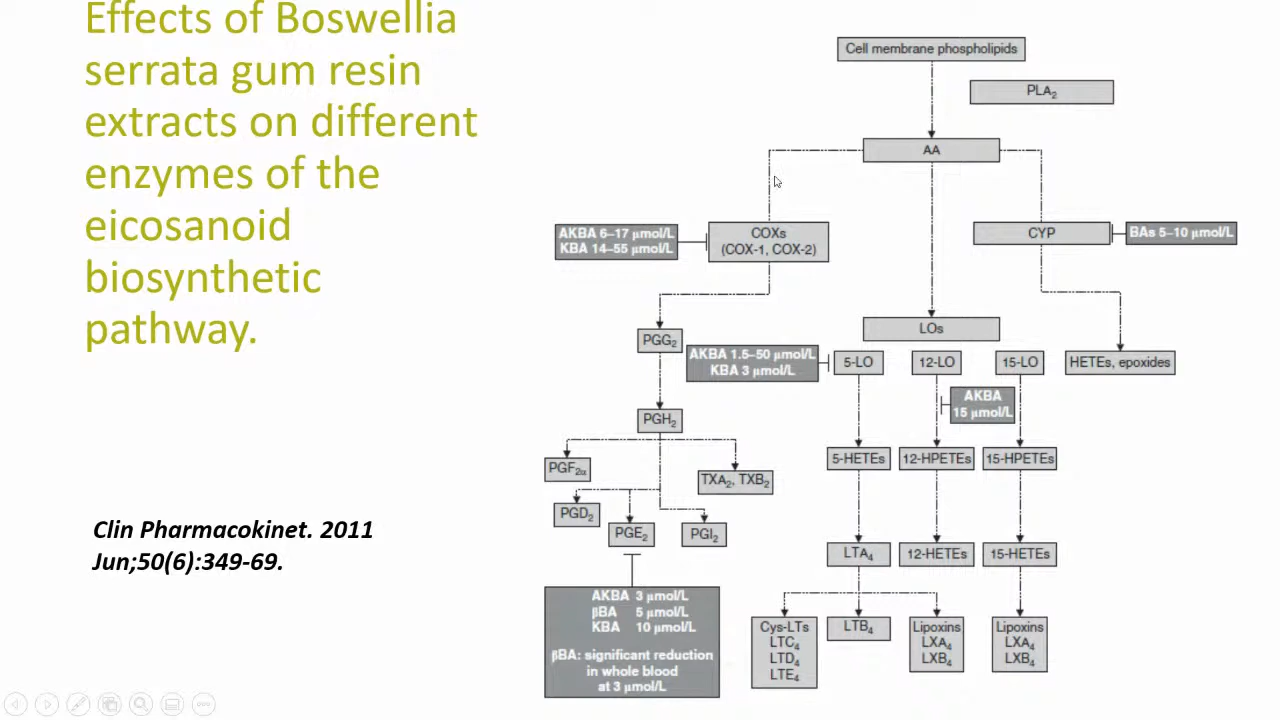 Effects of Boswellia
serrata gum resin
extracts on different
enzymes of the
eicosanoid
biosynthetic
pathway.
Clin Pharmacokinet. 2011
Jun;50(6):349-69.
Cell membrane phospholipids
PLA₂
AA
AKBA 6–17 μmol/L
KBA 14–55 μmol/L
COXs
(COX-1, COX-2)
CYP
BAs 5–10 μmol/L
LOs
PGG₂
AKBA 1.5–50 μmol/L
KBA 3 μmol/L
5-LO
12-LO
15-LO
HETEs, epoxides
AKBA
15 μmol/L
PGH₂
PGF₂α
TXA₂, TXB₂
5-HETEs
12-HPETEs
15-HPETEs
PGD₂
PGE₂
PGI₂
LTA₄
12-HETEs
15-HETEs
AKBA 3 μmol/L
βBA 5 μmol/L
KBA 10 μmol/L
βBA: significant reduction
in whole blood
at 3 μmol/L
Cys-LTs
LTC₄
LTD₄
LTE₄
LTB₄
Lipoxins
LXA₄
LXB₄
Lipoxins
LXA₄
LXB₄